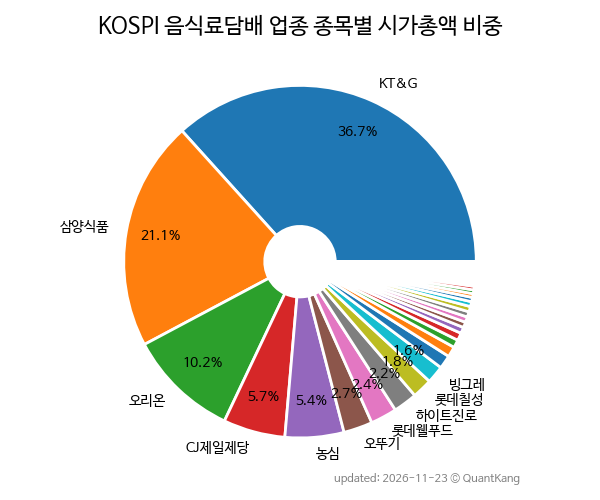 KOSPI 음식료담배 업종 종목별 시가총액 비중
KT&G
36.7%
삼양식품
21.1%
오리온
10.2%
CJ제일제당
5.7%
농심
5.4%
오뚜기
2.7%
롯데웰푸드
2.4%
하이트진로
2.2%
롯데칠성
1.8%
빙그레
1.6%
updated: 2026-11-23 © QuantKang